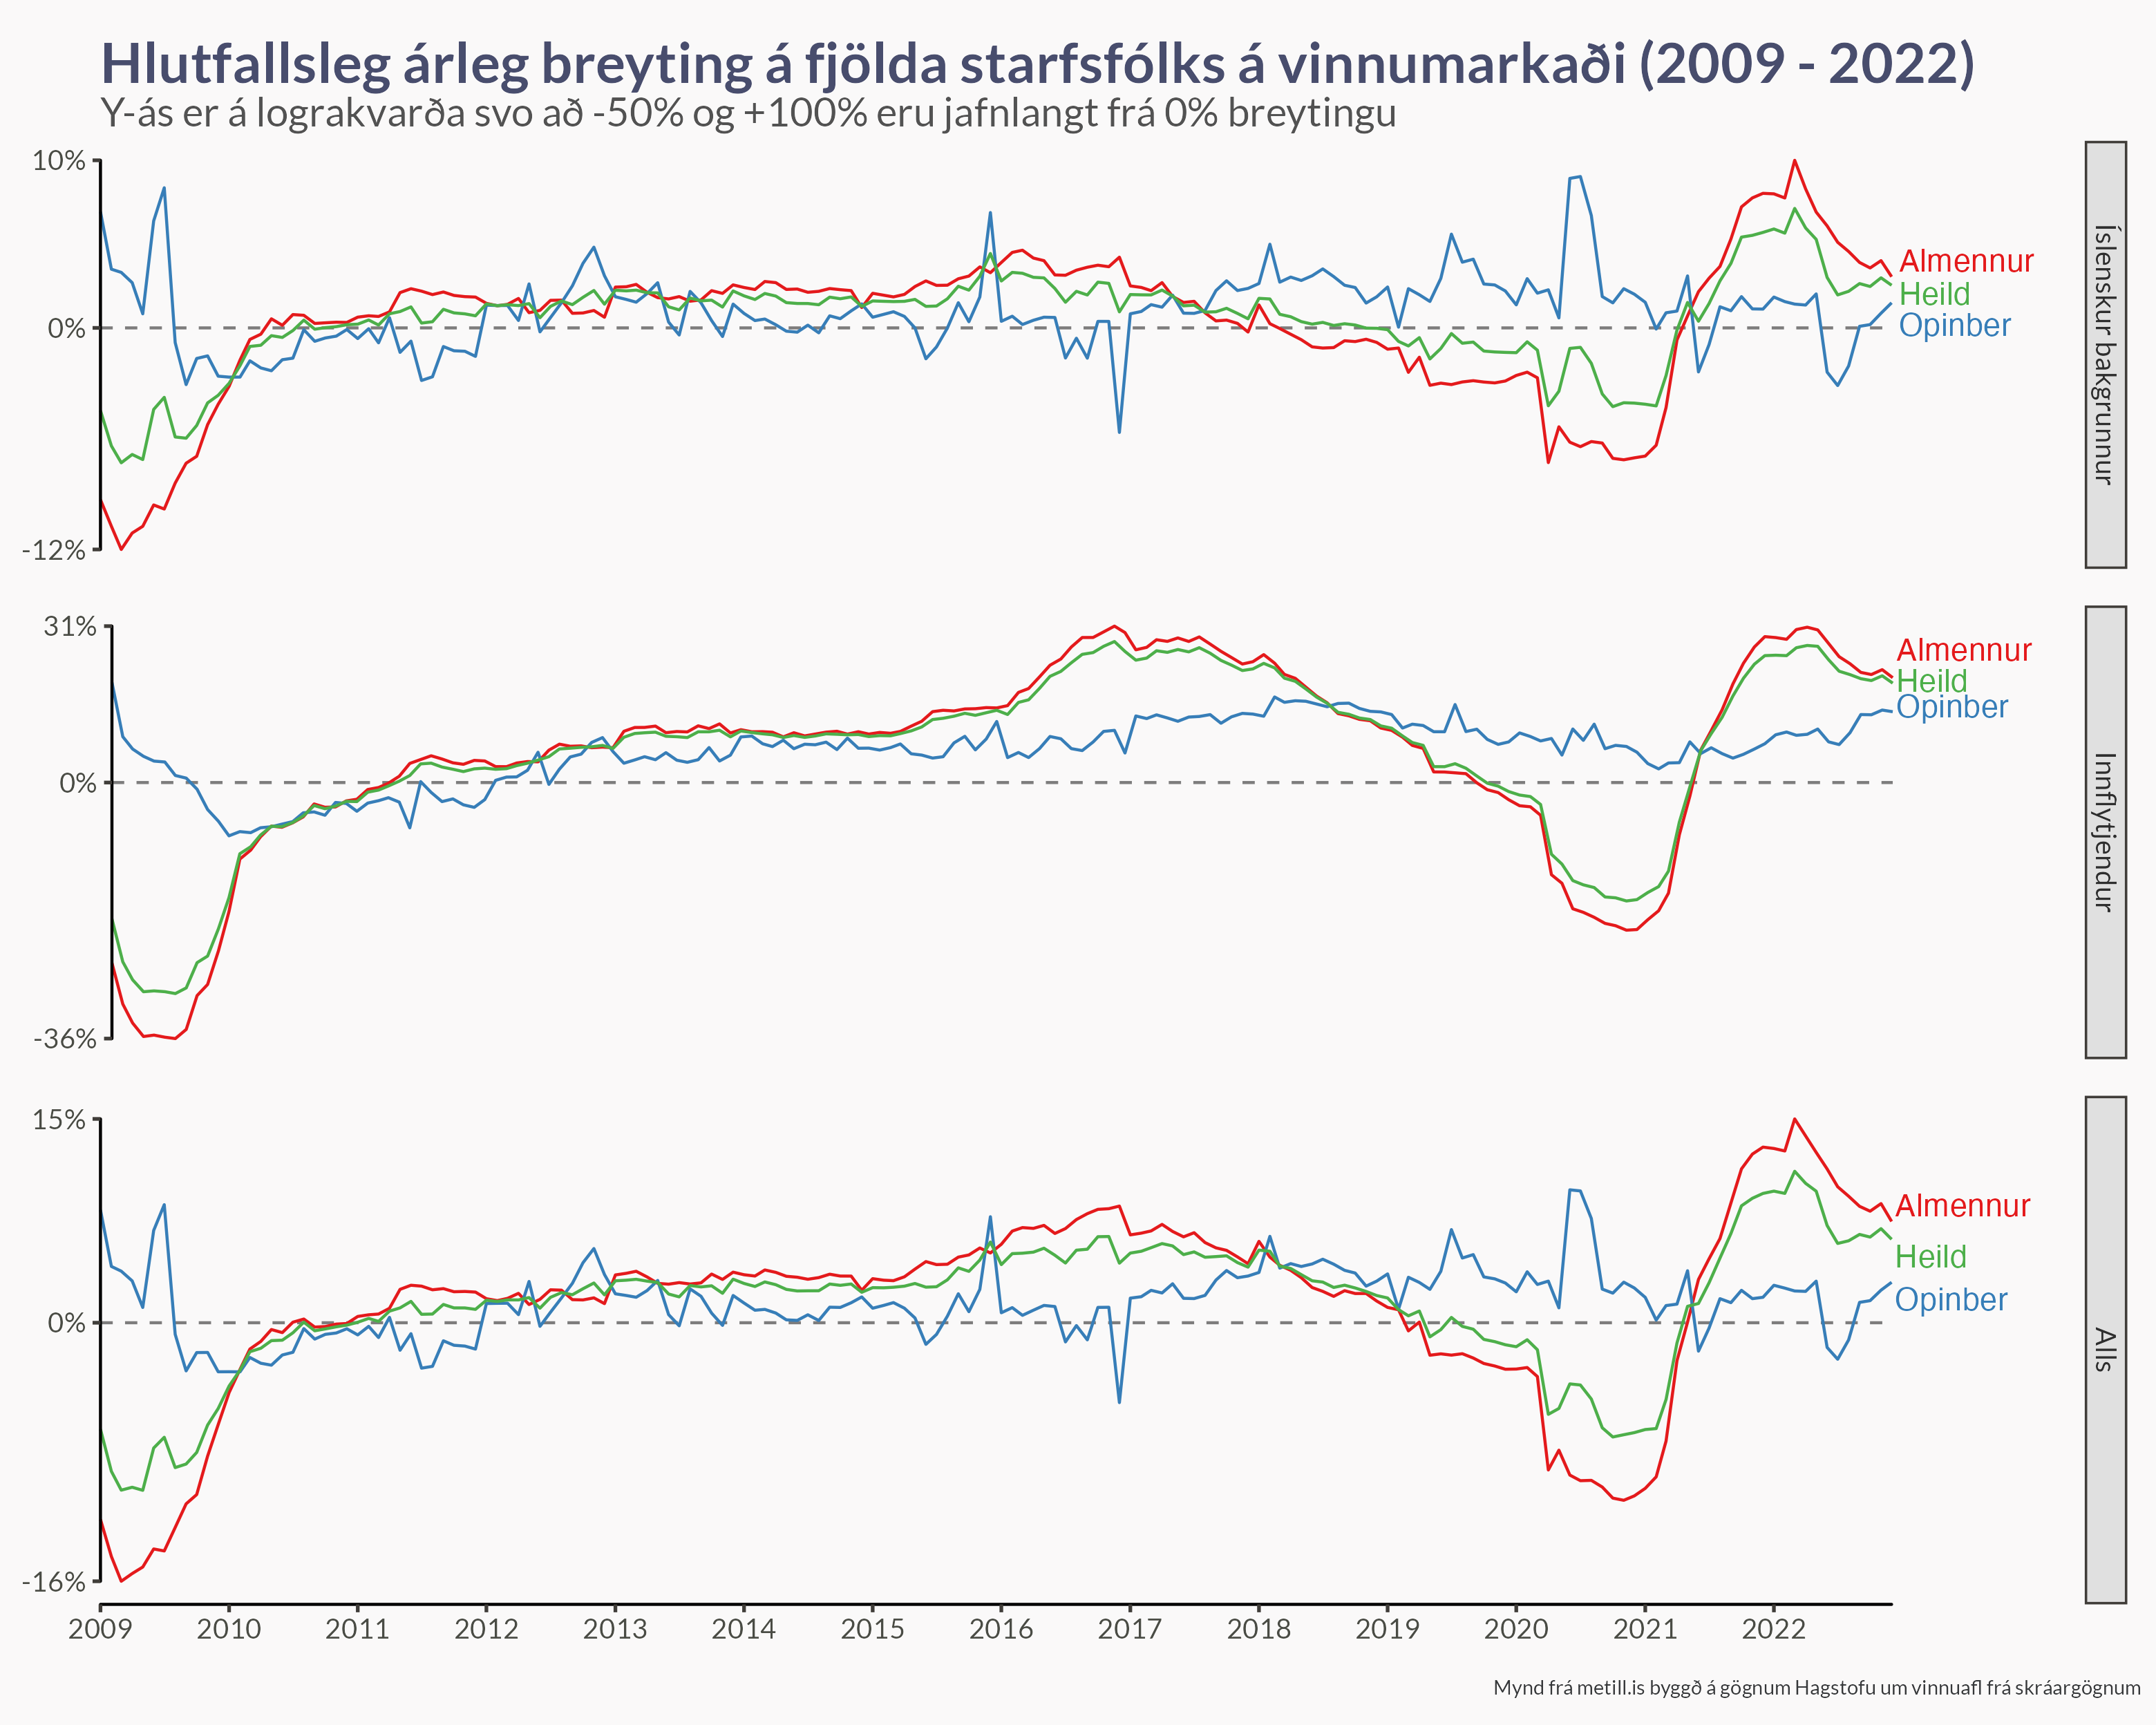 Hlutfallsleg árleg breyting á fjölda starfsfólks á vinnumarkaði (2009 - 2022)
Y-ás er á lograkvarða svo að -50% og +100% eru jafnlangt frá 0% breytingu
10%
0%
-12%
Almennur
Heild
Opinber
Íslenskur bakgrunnur
31%
0%
-36%
Almennur
Heild
Opinber
Innflytjendur
15%
0%
-16%
Almennur
Heild
Opinber
Alls
2009 2010 2011 2012 2013 2014 2015 2016 2017 2018 2019 2020 2021 2022
Mynd frá metill.is byggð á gögnum Hagstofu um vinnuafl frá skráargögnum